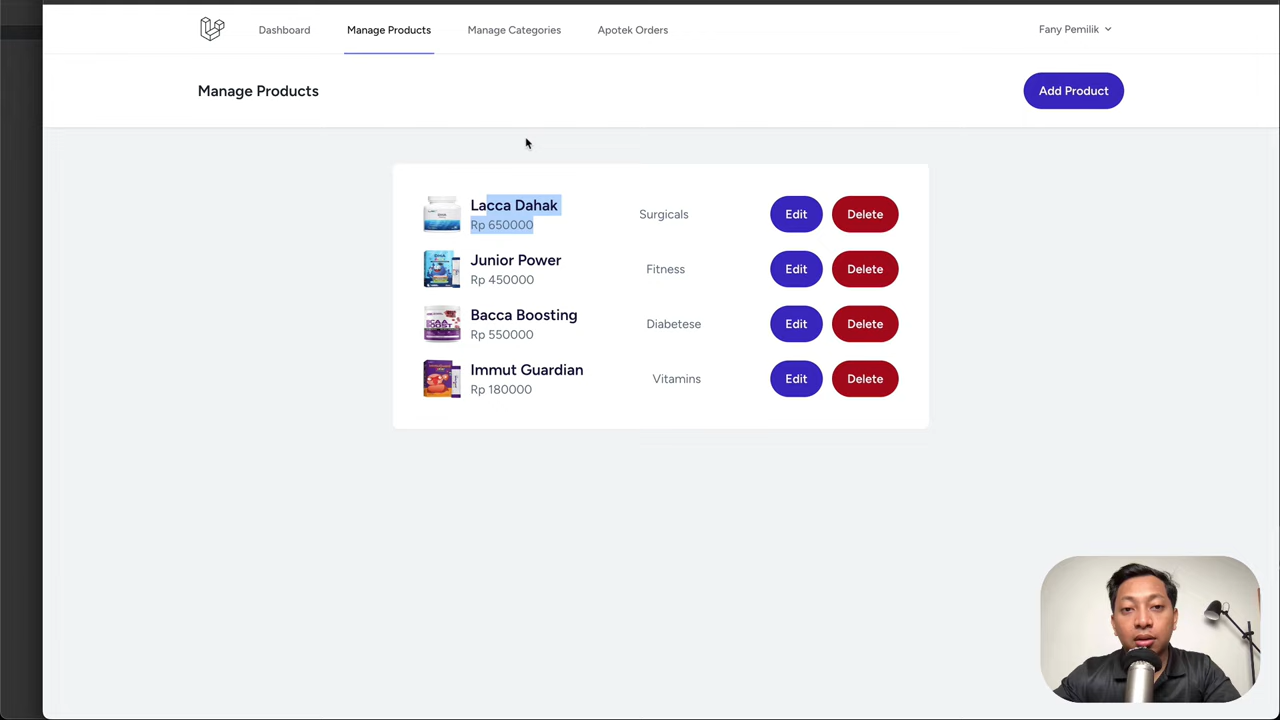 Dashboard
Manage Products
Manage Categories
Apotek Orders
Fany Pemilik
Manage Products
Add Product
Lacca Dahak
Rp 650000
Surgicals
Edit
Delete
Junior Power
Rp 450000
Fitness
Edit
Delete
Bacca Boosting
Rp 550000
Diabetese
Edit
Delete
Immut Guardian
Rp 180000
Vitamins
Edit
Delete